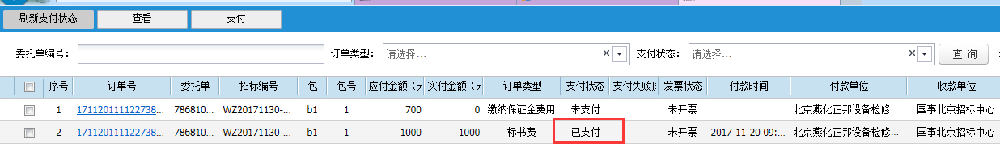 刷新支付状态 查看 支付
委托单编号: 订单类型: 请选择... 支付状态: 请选择... 查询
序号 订单号 委托单 招标编号 包 包号 应付金额（元 实付金额（元 订单类型 支付状态 支付失败原 发票状态 付款时间 付款单位 收款单位
1 171120111122738... 786810... WZ20171130-... b1 1 700 0 缴纳保证金费用 未支付 未开票 北京燕化正邦设备检修... 国事北京招标中心
2 171120111122738... 786810... WZ20171130-... b1 1 1000 1000 标书费 已支付 未开票 2017-11-20 09:... 北京燕化正邦设备检修... 国事北京招标中心